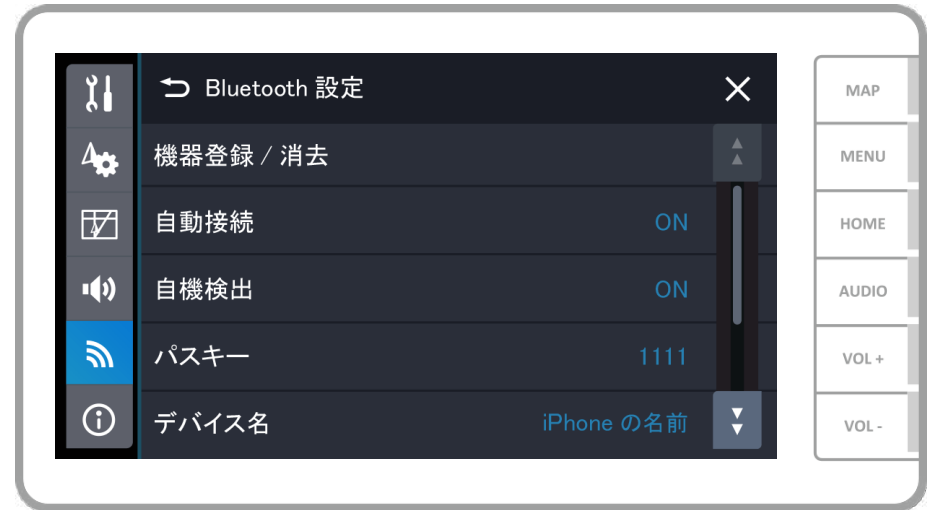 Bluetooth 設定
機器登録 / 消去
自動接続 ON
自機検出 ON
パスキー 1111
デバイス名 iPhone の名前
MAP
MENU
HOME
AUDIO
VOL +
VOL -